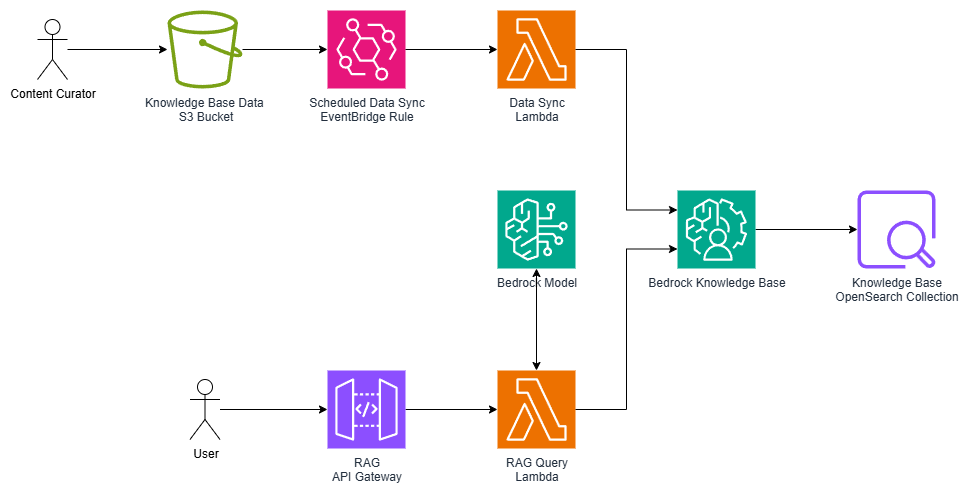 Content Curator
Knowledge Base Data
S3 Bucket
Scheduled Data Sync
EventBridge Rule
Data Sync
Lambda
Bedrock Model
Bedrock Knowledge Base
Knowledge Base
OpenSearch Collection
User
RAG
API Gateway
RAG Query
Lambda